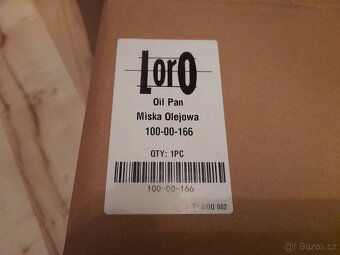 LorO
Oil Pan
Miska Olejowa
100-00-166
QTY: 1PC
100-00-166
Bazos.cz